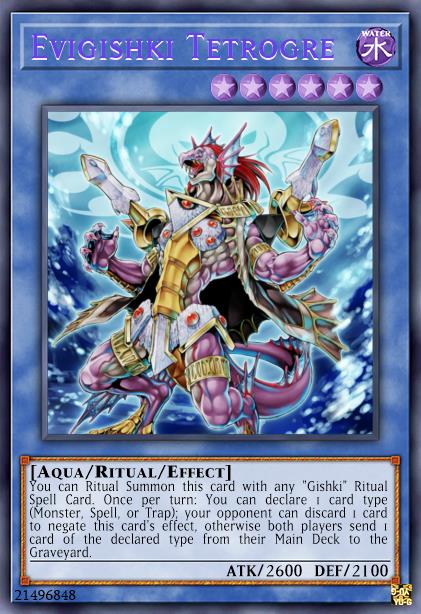 Evigishki Tetrogre
WATER
水
[Aqua/Ritual/Effect]
You can Ritual Summon this card with any "Gishki" Ritual
Spell Card. Once per turn: You can declare 1 card type
(Monster, Spell, or Trap); your opponent can discard 1 card
to negate this card's effect, otherwise both players send 1
card of the declared type from their Main Deck to the
Graveyard.
ATK/2600 DEF/2100
21496848